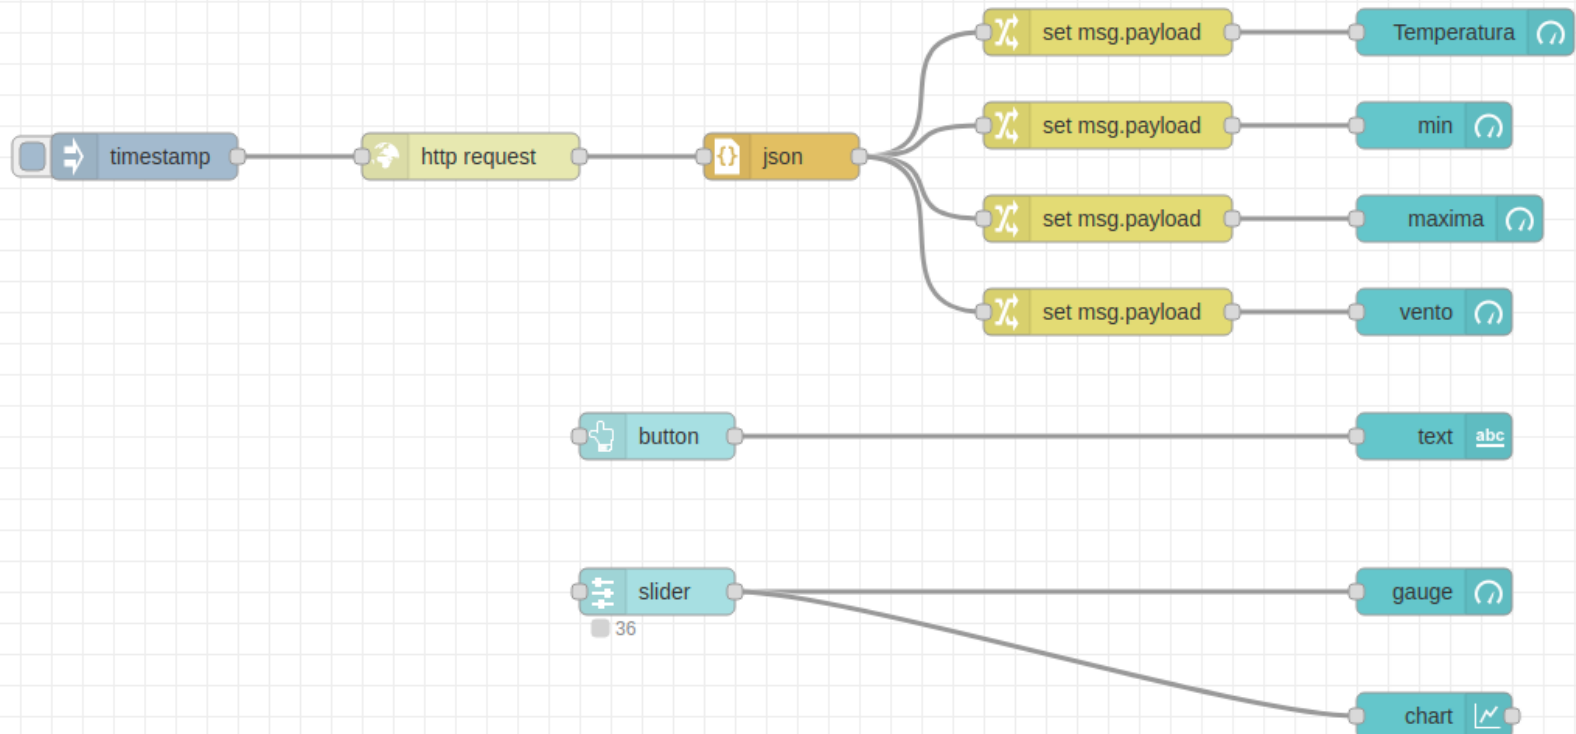 set msg.payload
Temperatura
set msg.payload
min
timestamp
http request
{}
json
set msg.payload
maxima
set msg.payload
vento
button
text
abc
slider
gauge
36
chart